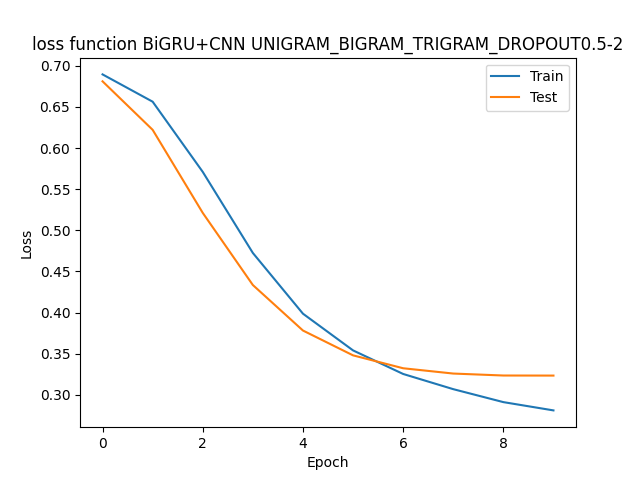 loss function BiGRU+CNN UNIGRAM_BIGRAM_TRIGRAM_DROPOUT0.5-2
Train
Test
0.70
0.65
0.60
0.55
0.50
0.45
0.40
0.35
0.30
Loss
0 2 4 6 8
Epoch